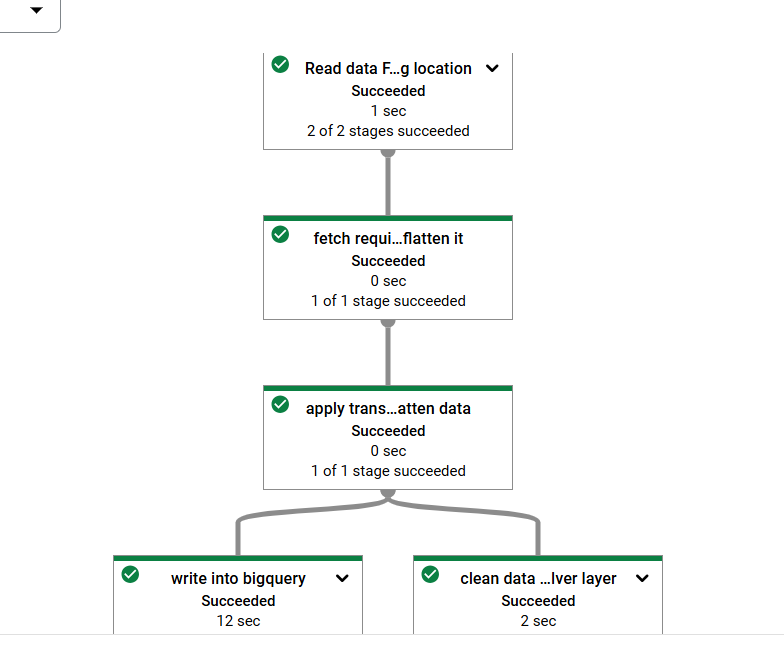 Read data F...g location
Succeeded
1 sec
2 of 2 stages succeeded
fetch requi...flatten it
Succeeded
0 sec
1 of 1 stage succeeded
apply trans...atten data
Succeeded
0 sec
1 of 1 stage succeeded
write into bigquery
Succeeded
12 sec
clean data ...lver layer
Succeeded
2 sec